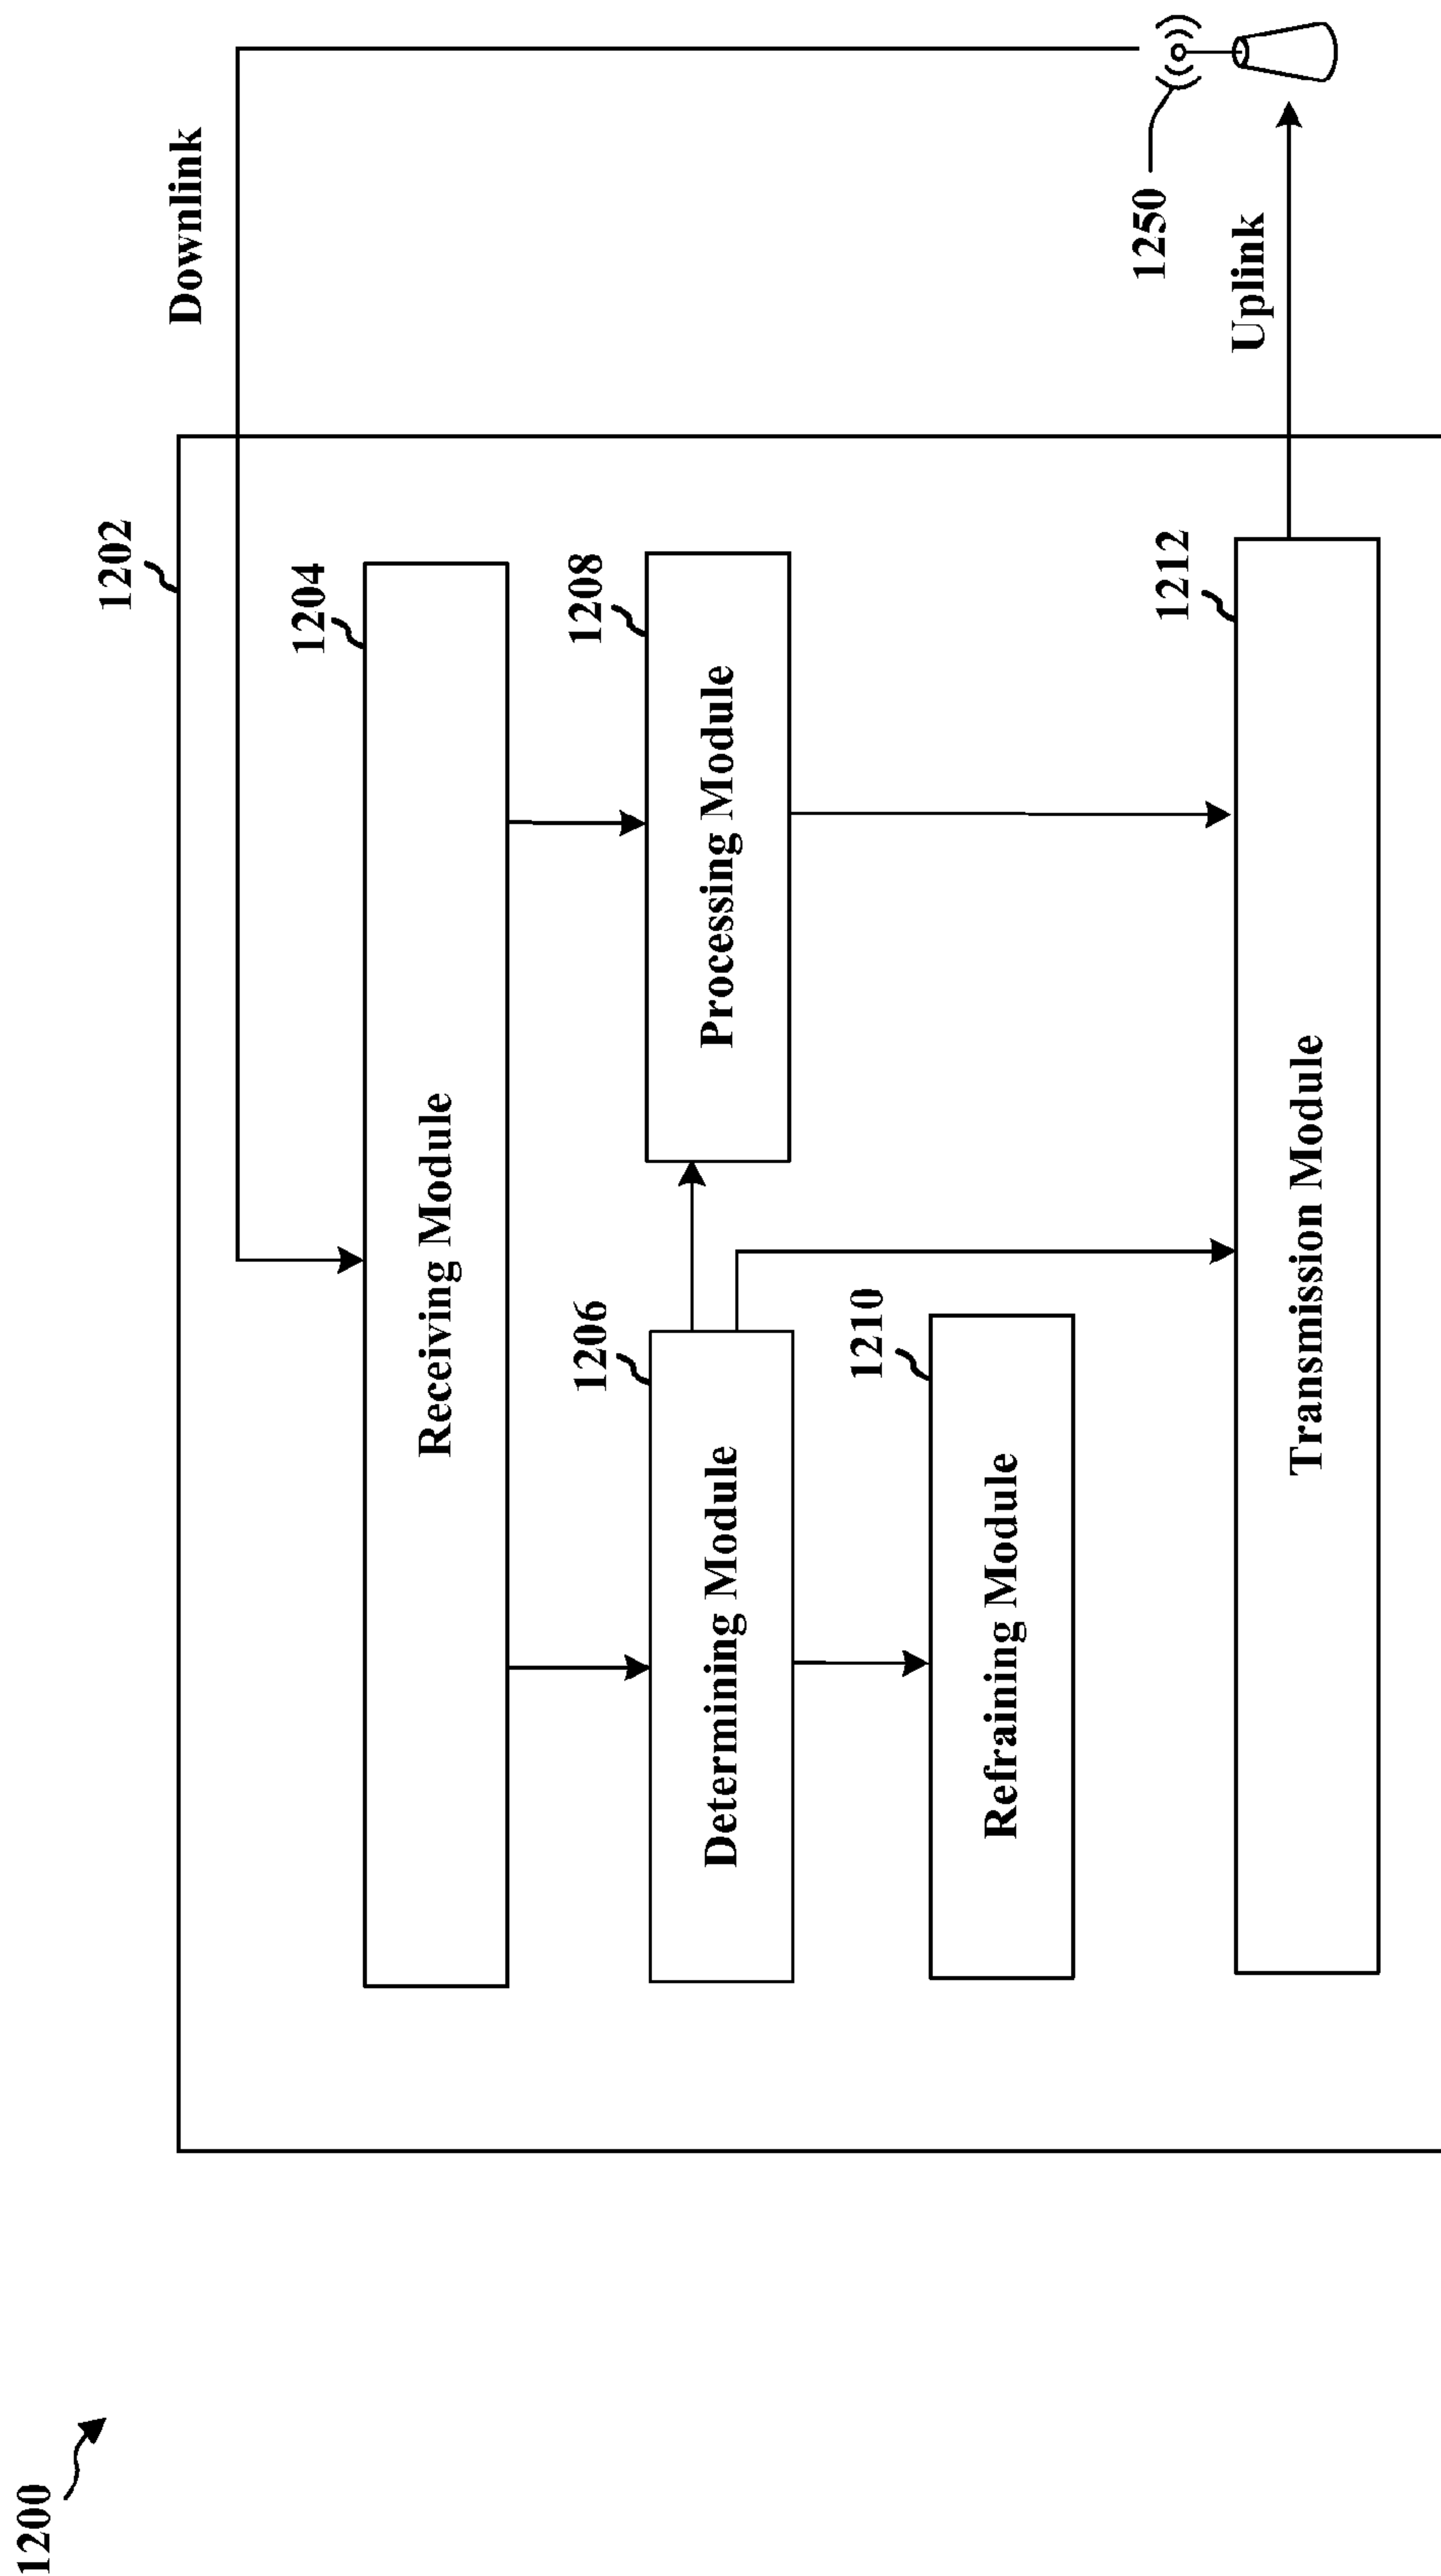 1200
1202
Downlink
1204
Receiving Module
1206
Determining Module
1208
Processing Module
1210
Refraining Module
1212
Transmission Module
1250
Uplink